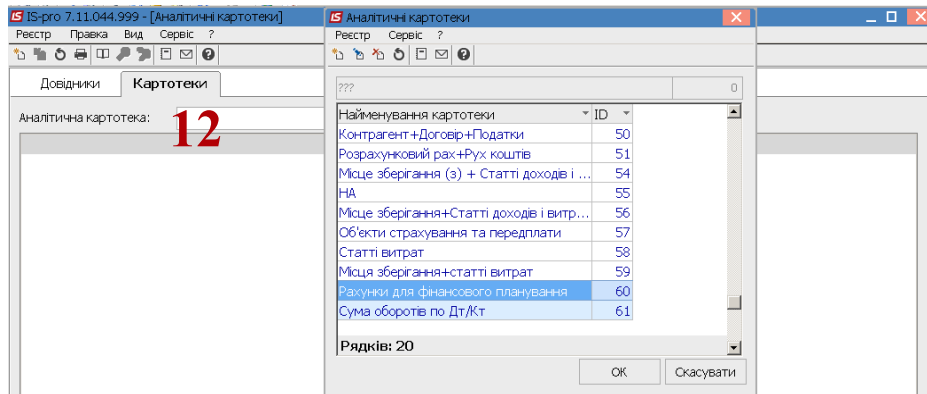 IS-pro 7.11.044.999 - [Аналітичні картотеки]
Реєстр Правка Вид Сервіс ?
Довідники Картотеки
Аналітична картотека:
12
Аналітичні картотеки
Реєстр Сервіс ?
??? 0
Найменування картотеки ID
Контрагент+Договір+Податки 50
Розрахунковий рах+Рух коштів 51
Місце зберігання (з) + Статті доходів і ... 54
НА 55
Місце зберігання+Статті доходів і витр... 56
Об'єкти страхування та передплати 57
Статті витрат 58
Місця зберігання+статті витрат 59
Рахунки для фінансового планування 60
Сума оборотів по Дт/Кт 61
Рядків: 20
ОК Скасувати